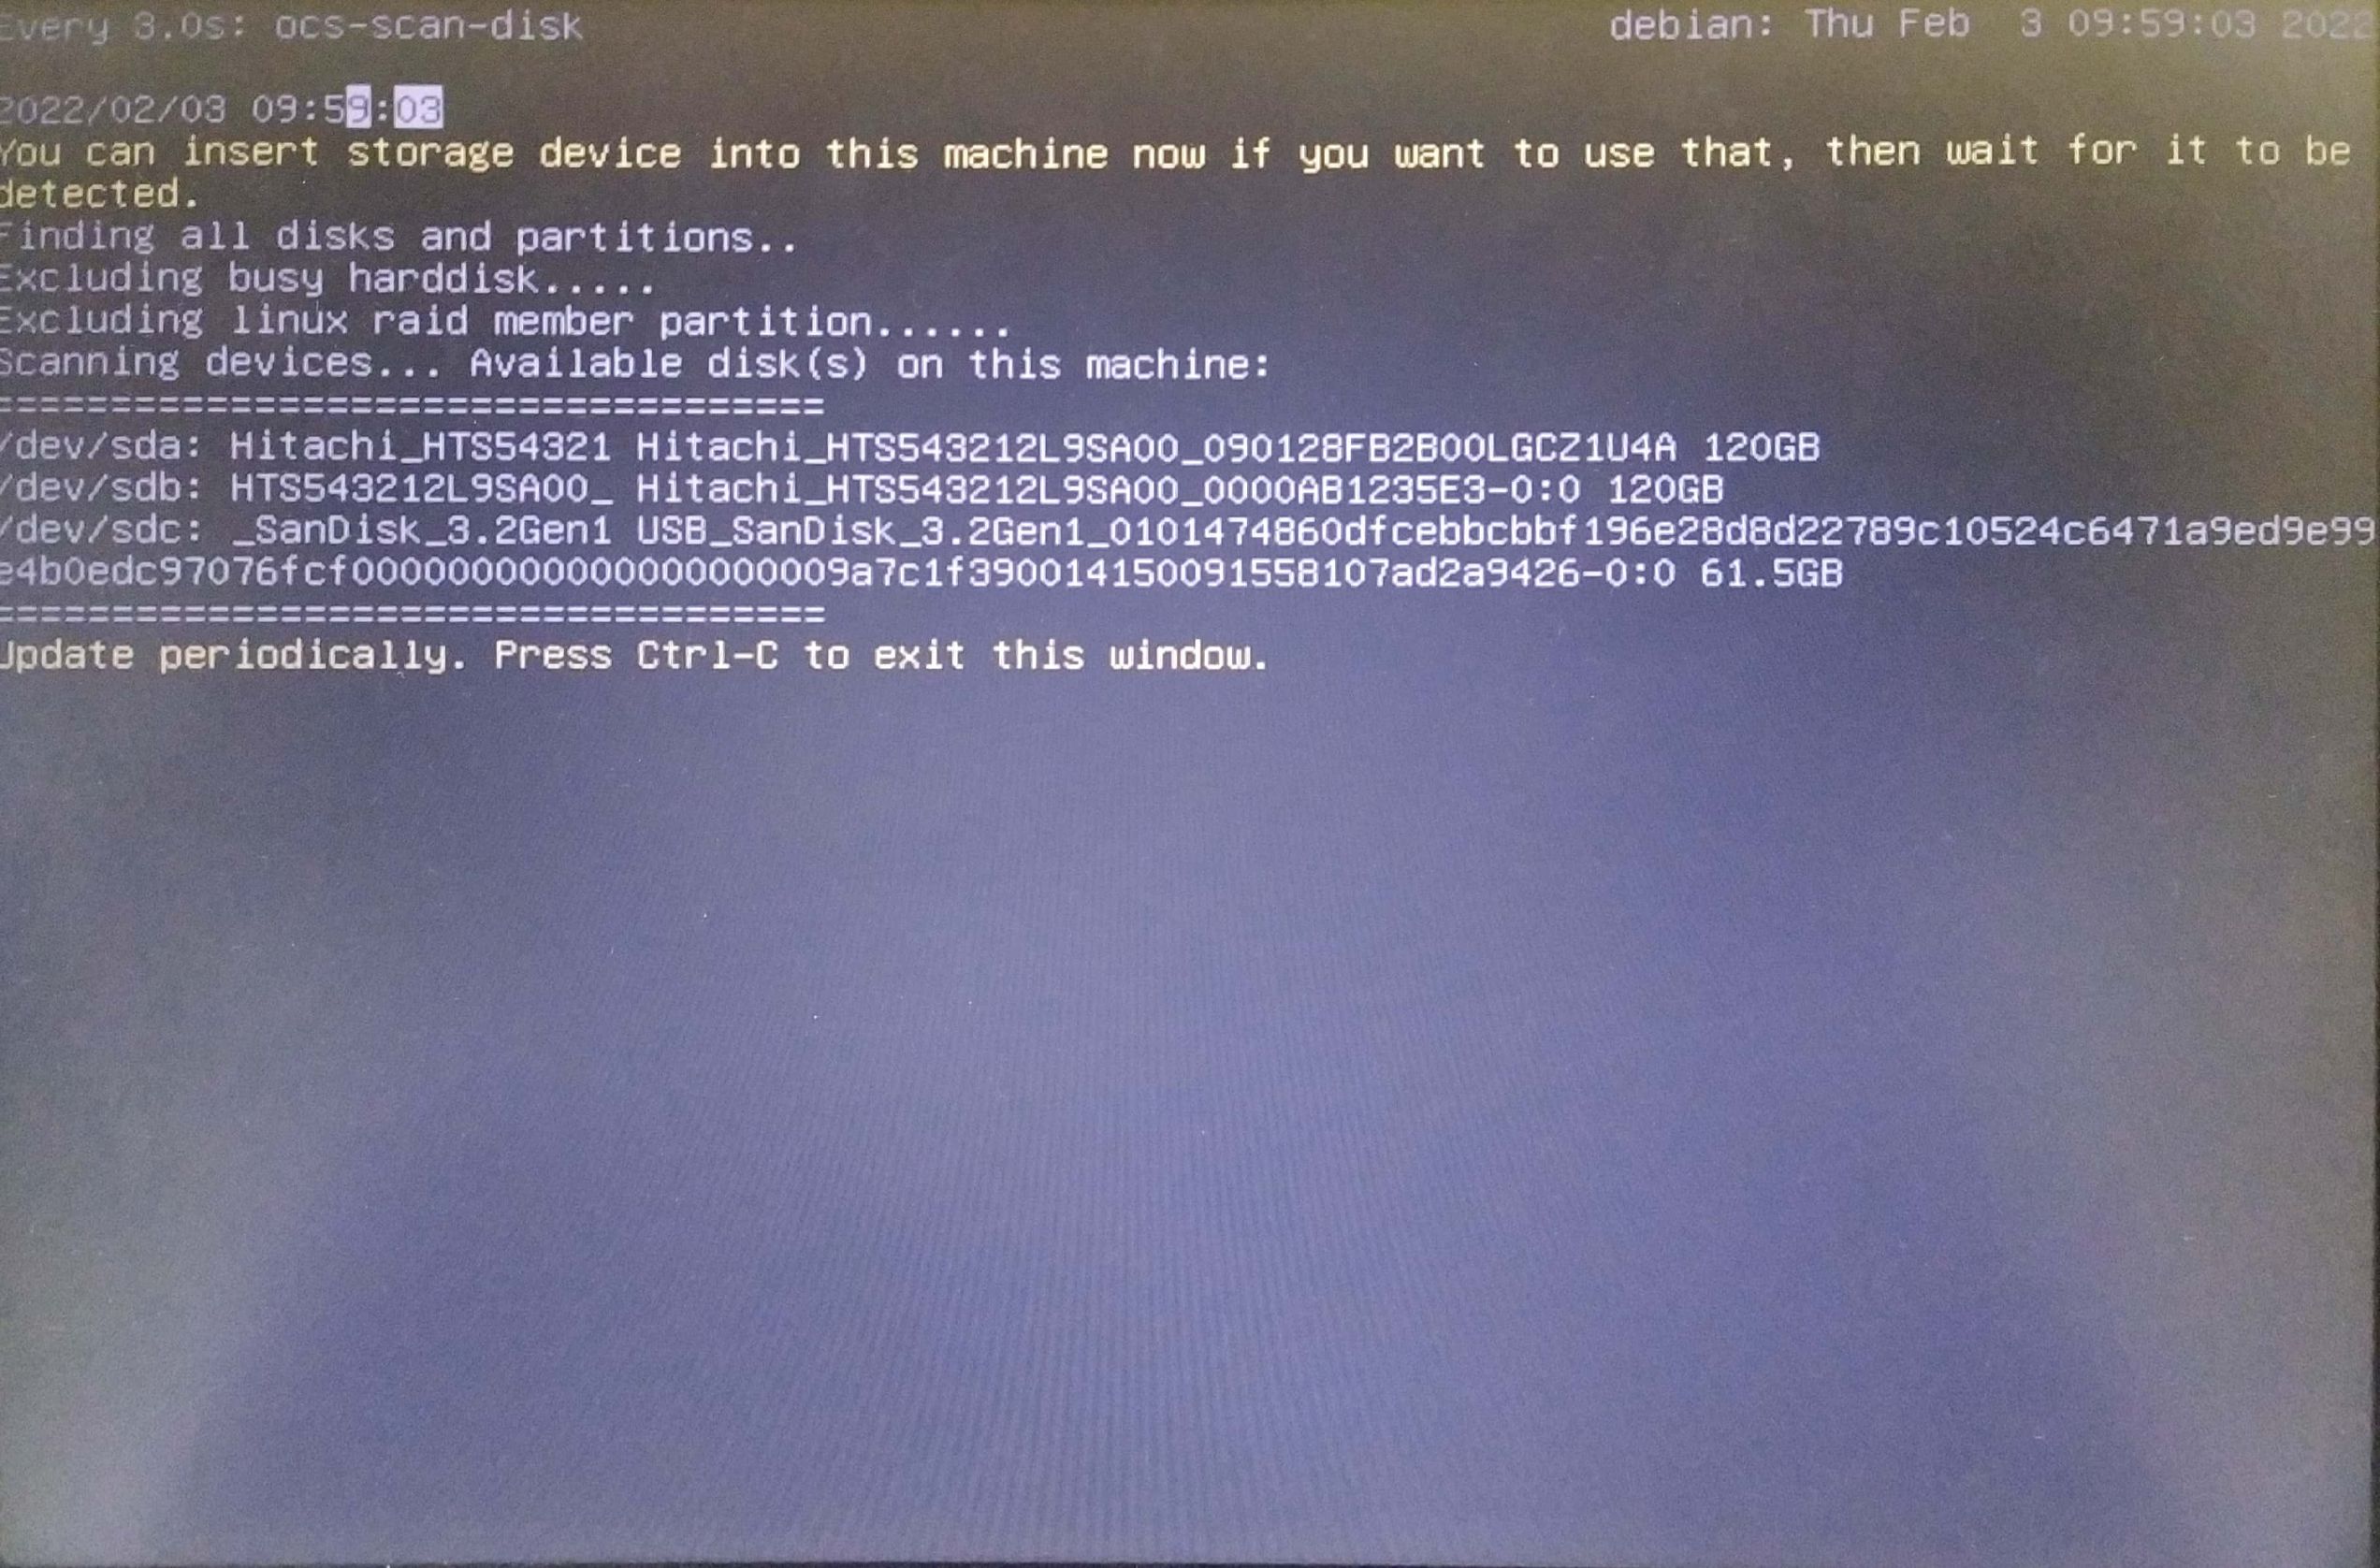 Every 3.0s: ocs-scan-disk debian: Thu Feb  3 09:59:03 2022
2022/02/03 09:59:03
You can insert storage device into this machine now if you want to use that, then wait for it to be
detected.
Finding all disks and partitions..
Excluding busy harddisk.....
Excluding linux raid member partition......
Scanning devices... Available disk(s) on this machine:
===================================
/dev/sda: Hitachi_HTS54321 Hitachi_HTS543212L9SA00_090128FB2B00LGCZ1U4A 120GB
/dev/sdb: HTS543212L9SA00_ Hitachi_HTS543212L9SA00_0000AB1235E3-0:0 120GB
/dev/sdc: _SanDisk_3.2Gen1 USB_SanDisk_3.2Gen1_0101474860dfcebbcbbf196e28d8d22789c10524c6471a9ed9e99
e4b0edc97076fcf000000000000000000009a7c1f390014150091558107ad2a9426-0:0 61.5GB
===================================
Update periodically. Press Ctrl-C to exit this window.